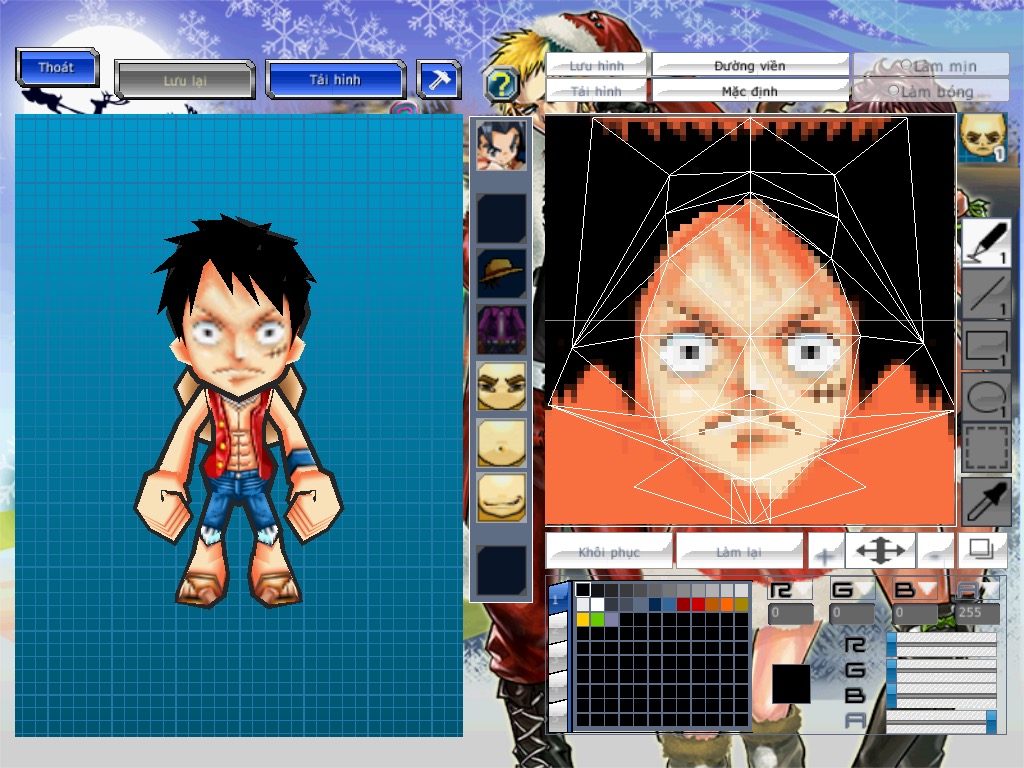 Thoát
Lưu lại
Tải hình
?
Lưu hình
Đường viền
Làm mịn
Tải hình
Mặc định
Làm bóng
1
1
1
1
1
Khôi phục
Làm lại
+
-
1
R G B A
0 0 0 255
R
G
B
A